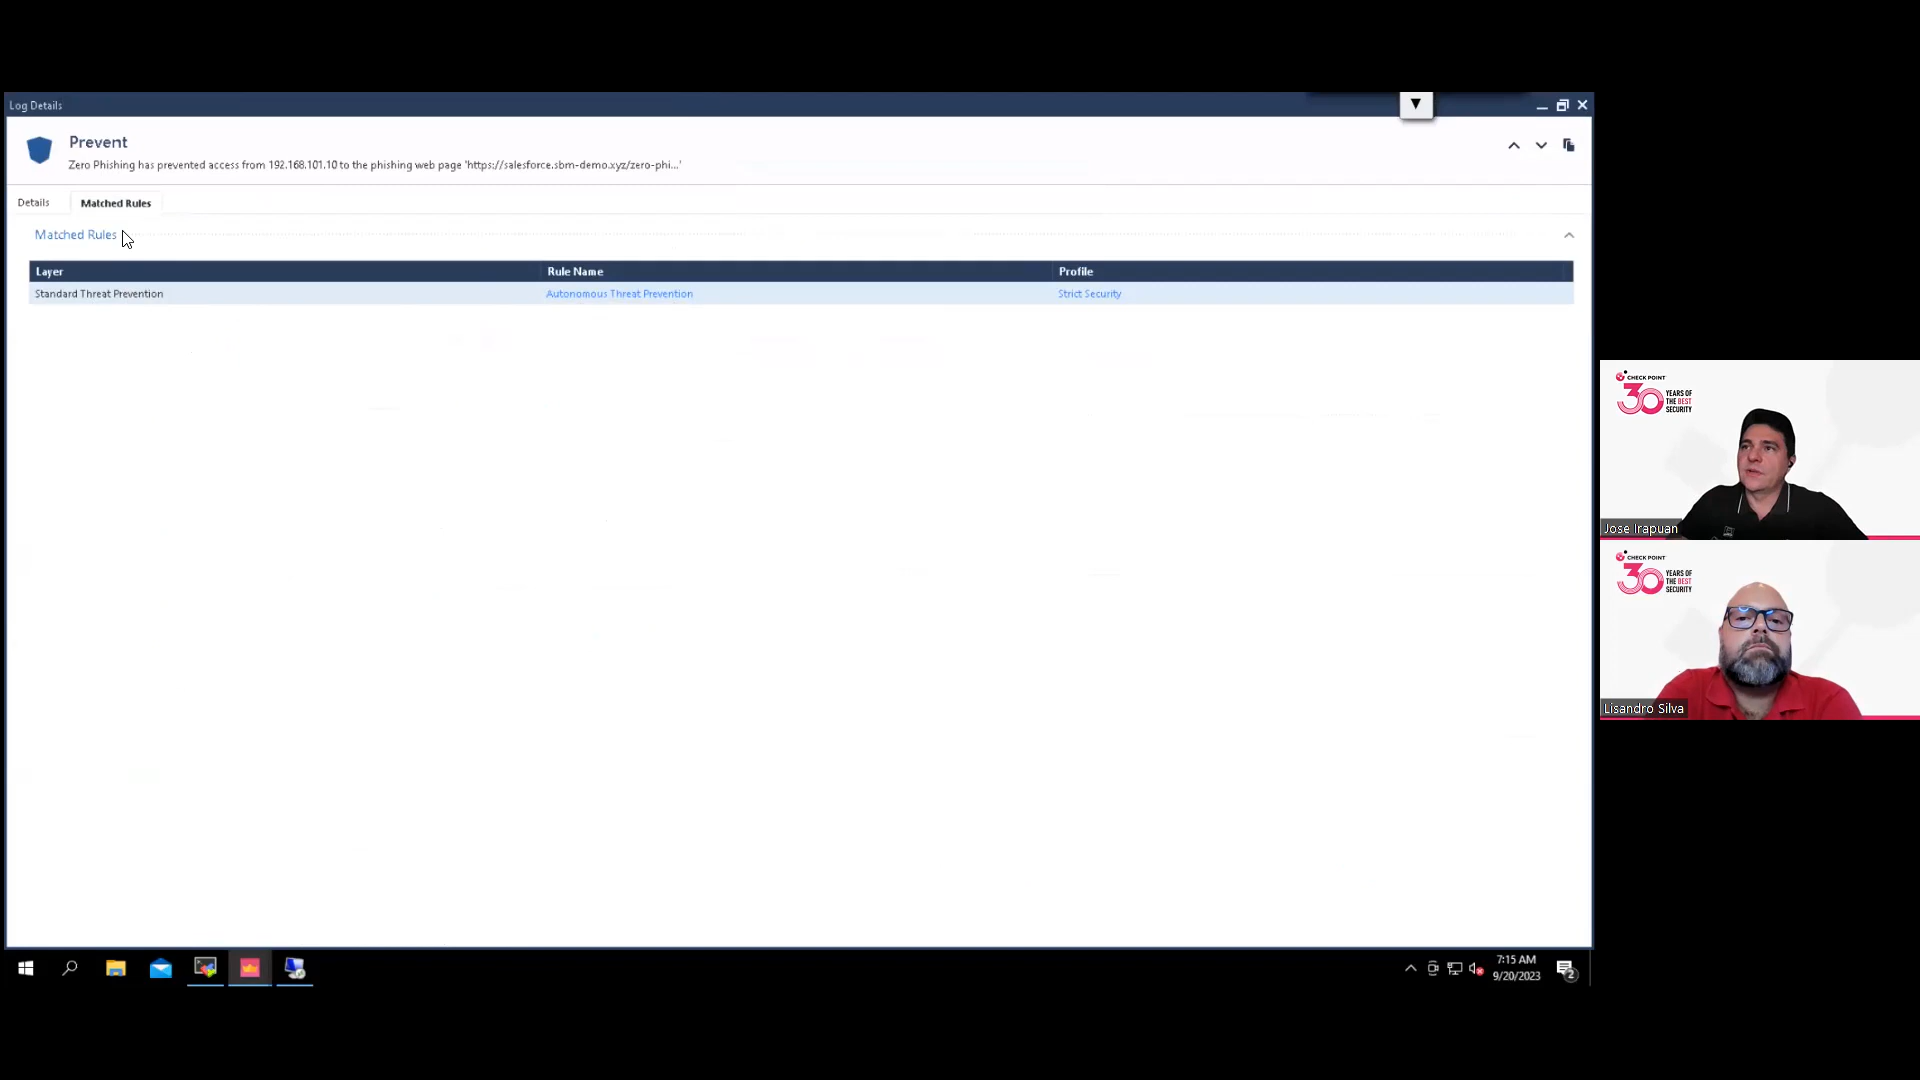 Log Details
▼
Prevent
Zero Phishing has prevented access from 192.168.101.10 to the phishing web page 'https://salesforce.sbm-demo.xyz/zero-phi...'
Details
Matched Rules
Matched Rules
Layer Rule Name Profile
Standard Threat Prevention Autonomous Threat Prevention Strict Security
CHECK POINT
30 YEARS OF
THE BEST
SECURITY
Jose Irapuan
CHECK POINT
30 YEARS OF
THE BEST
SECURITY
Lisandro Silva
7:15 AM
9/20/2023
2